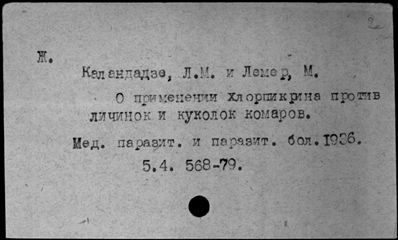 Ж.
Каландадзе, Л.М. и Лемер, М.
О применении Хлорпикрина против
личинок и куколок комаров.
Мед. паразит. и паразит. бол. 1936.
5.4. 568-79.